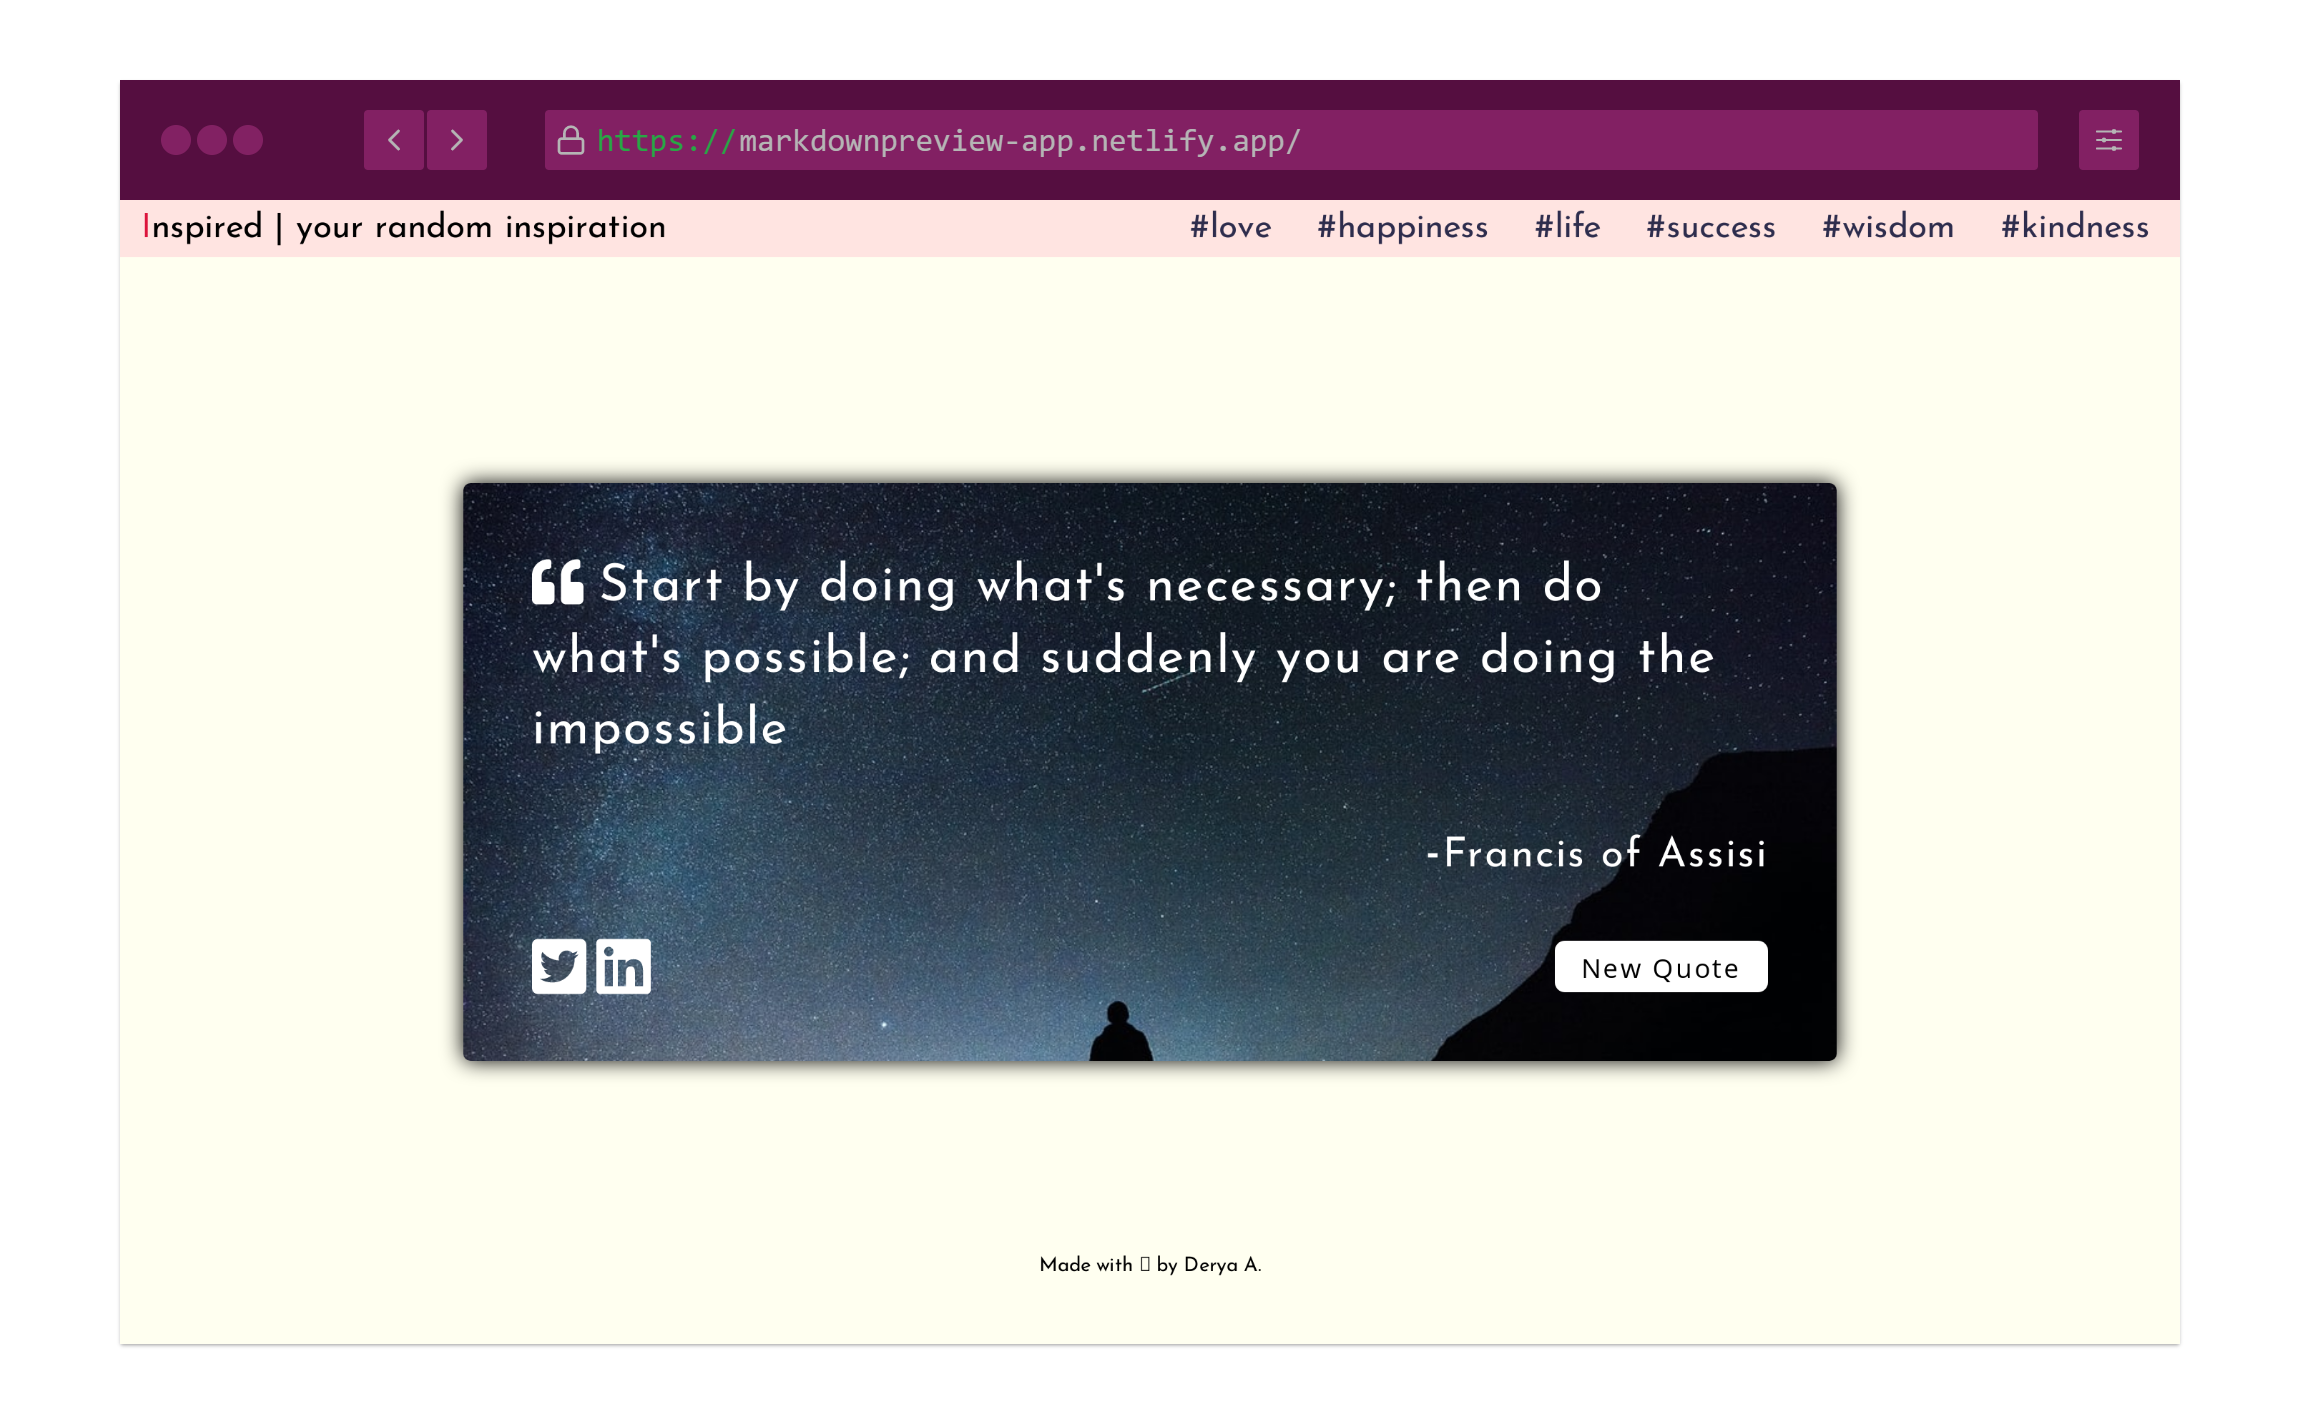 https://markdownpreview-app.netlify.app/
Inspired | your random inspiration #love #happiness #life #success #wisdom #kindness
“ Start by doing what's necessary; then do
what's possible; and suddenly you are doing the
impossible
-Francis of Assisi
in New Quote
Made with ▯ by Derya A.